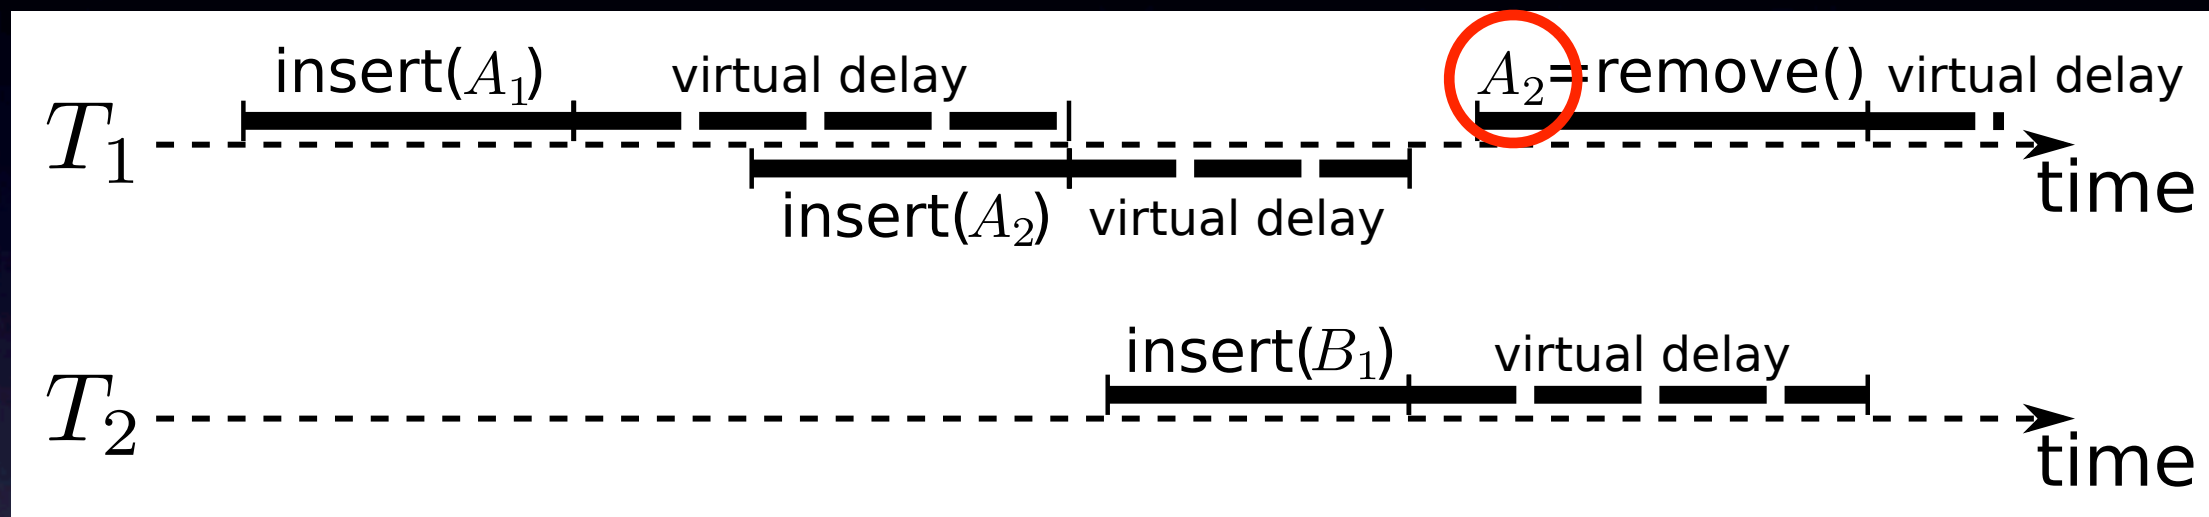 insert(A₁) virtual delay A₂=remove() virtual delay
T₁
time
insert(A₂) virtual delay
insert(B₁) virtual delay
T₂
time